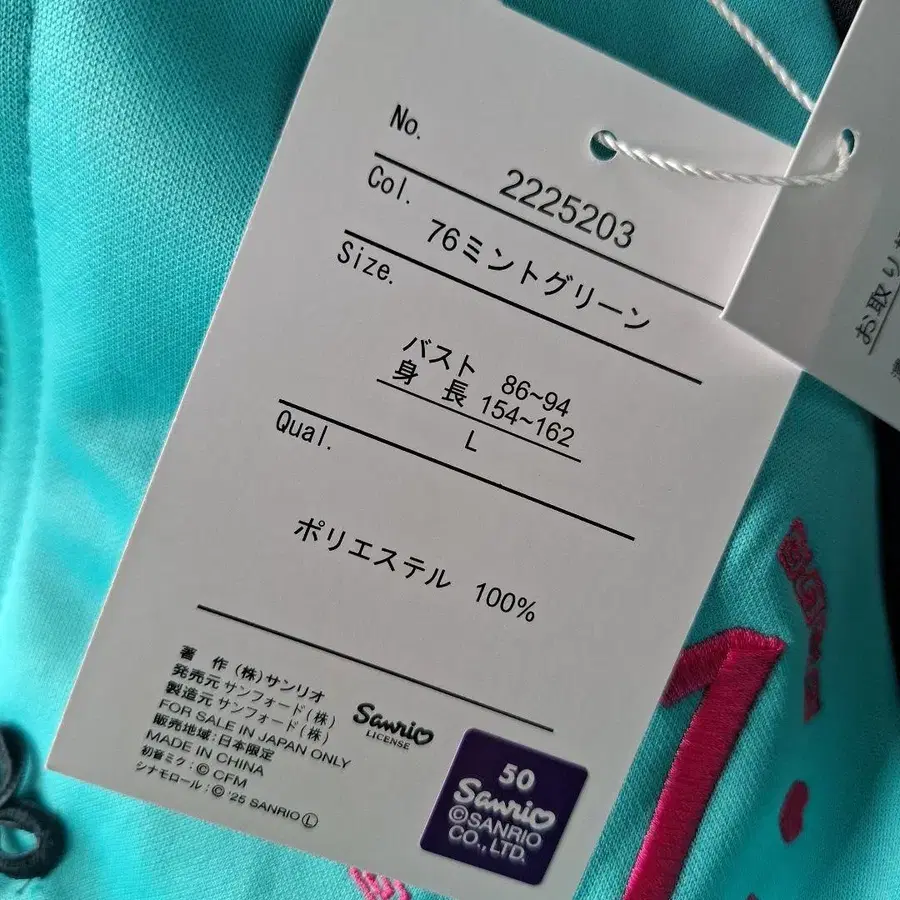 No.
2225203
Col.
76ミントグリーン
Size.
バスト 86~94
身 長 154~162
L
Qual.
ポリエステル 100%
著 作 (株)サンリオ
発売元 サンフォード(株)
製造元 サンフォード(株)
FOR SALE IN JAPAN ONLY
販売地域:日本限定
MADE IN CHINA
初音ミク:© CFM
シナモロール:© '25 SANRIO Ⓛ
Sanrio
LICENSE
50
Sanrio
©SANRIO
CO.,LTD.
お取り
1